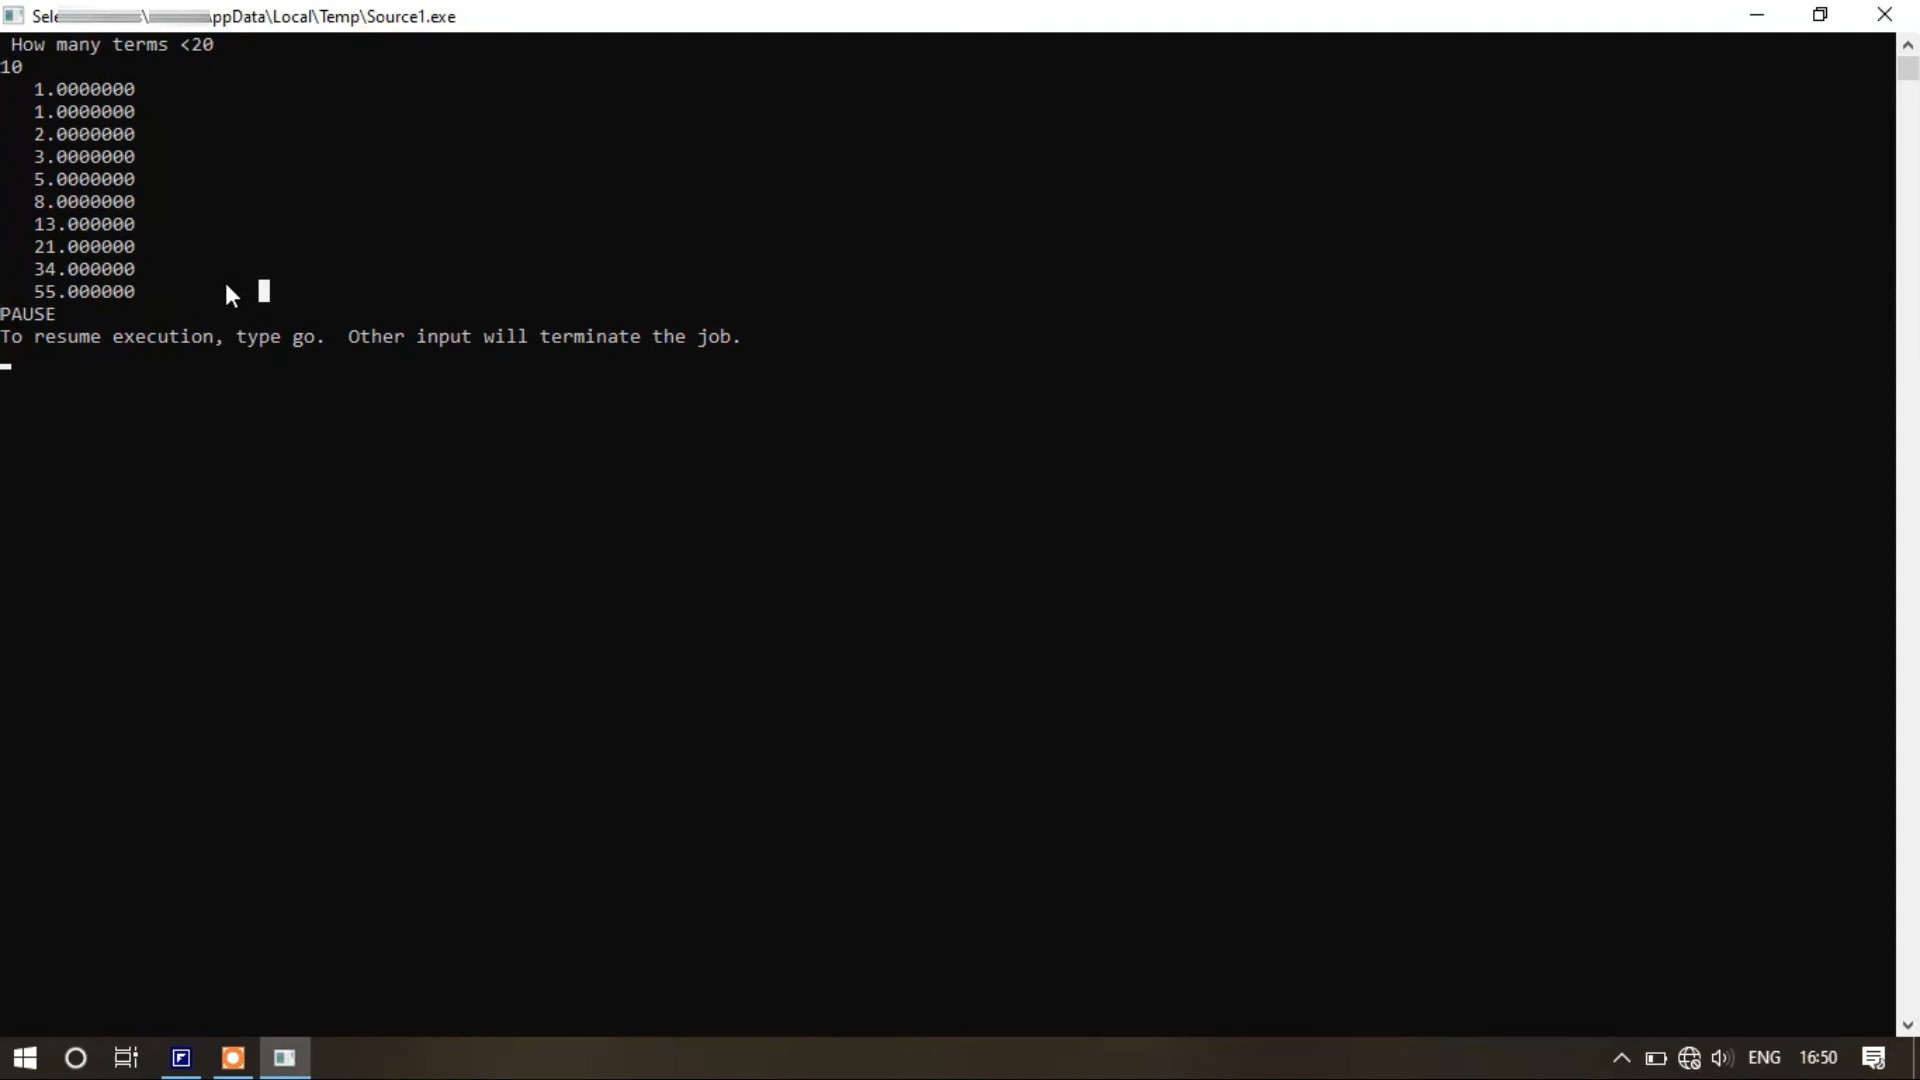 \ppData\Local\Temp\Source1.exe
How many terms <20
10
1.0000000
1.0000000
2.0000000
3.0000000
5.0000000
8.0000000
13.000000
21.000000
34.000000
55.000000
PAUSE
To resume execution, type go.  Other input will terminate the job.
ENG 16:50